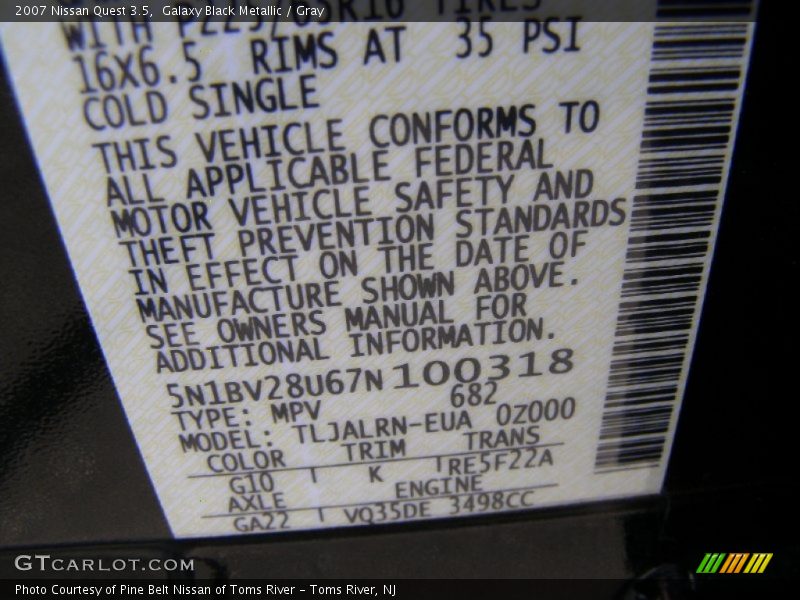 2007 Nissan Quest 3.5, Galaxy Black Metallic / Gray
WITH TIRES
16X6.5 RIMS AT 35 PSI
COLD SINGLE
THIS VEHICLE CONFORMS TO
ALL APPLICABLE FEDERAL
MOTOR VEHICLE SAFETY AND
THEFT PREVENTION STANDARDS
IN EFFECT ON THE DATE OF
MANUFACTURE SHOWN ABOVE.
SEE OWNERS MANUAL FOR
ADDITIONAL INFORMATION.
5N1BV28U67N100318
TYPE: MPV 682
MODEL: TLJALRN-EUA 0Z000
COLOR TRIM TRANS
G10 K RE5F22A
AXLE ENGINE
GA22 VQ35DE 3498CC
GTCARLOT.COM
Photo Courtesy of Pine Belt Nissan of Toms River – Toms River, NJ